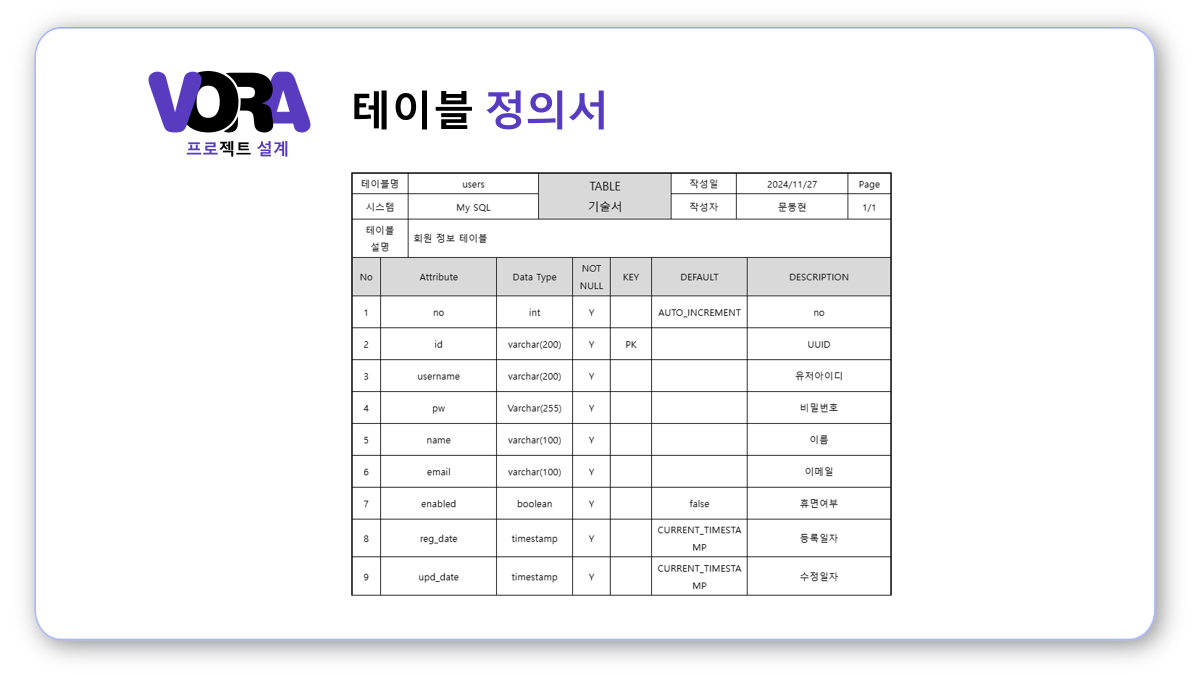 VORA
프로젝트 설계
테이블 정의서
테이블명 users TABLE 기술서 작성일 2024/11/27 Page
시스템 My SQL 작성자 문동현 1/1
테이블 설명 회원 정보 테이블
No Attribute Data Type NOT NULL KEY DEFAULT DESCRIPTION
1 no int Y AUTO_INCREMENT no
2 id varchar(200) Y PK UUID
3 username varchar(200) Y 유저아이디
4 pw Varchar(255) Y 비밀번호
5 name varchar(100) Y 이름
6 email varchar(100) Y 이메일
7 enabled boolean Y false 휴면여부
8 reg_date timestamp Y CURRENT_TIMESTAMP 등록일자
9 upd_date timestamp Y CURRENT_TIMESTAMP 수정일자